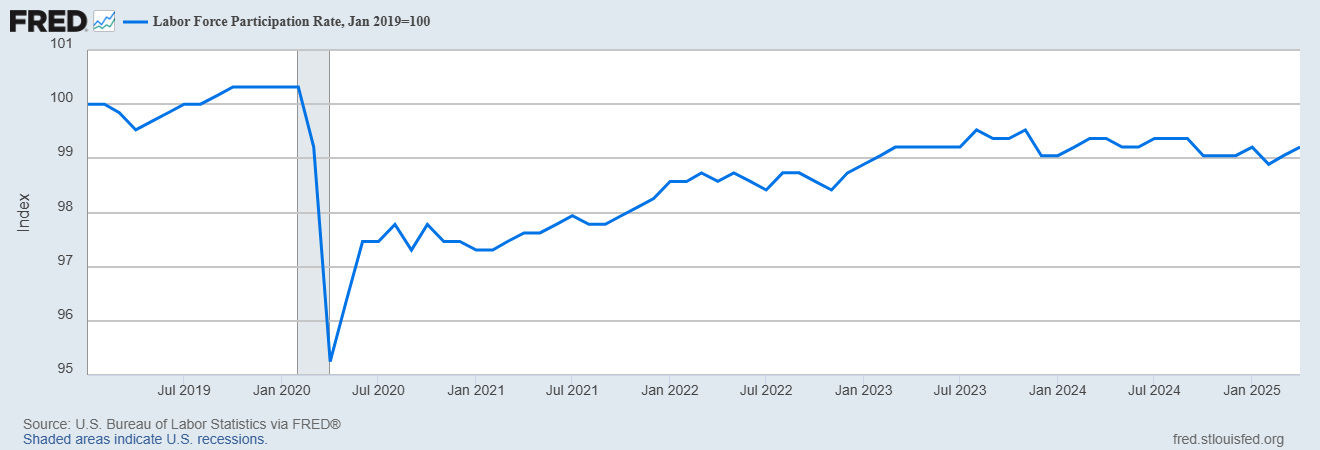 FRED Labor Force Participation Rate, Jan 2019=100
101
100
99
98
97
96
95
Index
Jul 2019 Jan 2020 Jul 2020 Jan 2021 Jul 2021 Jan 2022 Jul 2022 Jan 2023 Jul 2023 Jan 2024 Jul 2024 Jan 2025
Source: U.S. Bureau of Labor Statistics via FRED®
Shaded areas indicate U.S. recessions.
fred.stlouisfed.org